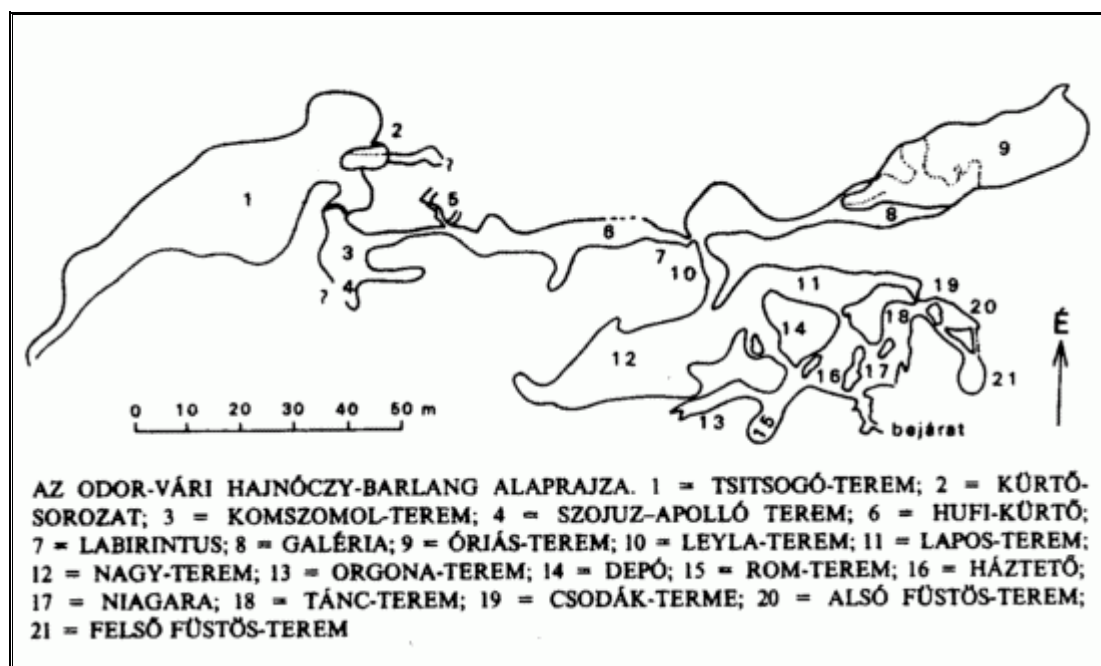 1
2
?
3
4
?
5
6
7
8
9
10
11
12
13
14
15
16
17
18
19
20
21
É
bejárat
0 10 20 30 40 50 m
AZ ODOR-VÁRI HAJNÓCZY-BARLANG ALAPRAJZA. 1 = TSITSOGÓ-TEREM; 2 = KÜRTŐ-
SOROZAT; 3 = KOMSZOMOL-TEREM; 4 = SZOJUZ–APOLLÓ TEREM; 6 = HUFI-KÜRTŐ;
7 = LABIRINTUS; 8 = GALÉRIA; 9 = ÓRIÁS-TEREM; 10 = LEYLA-TEREM; 11 = LAPOS-TEREM;
12 = NAGY-TEREM; 13 = ORGONA-TEREM; 14 = DEPÓ; 15 = ROM-TEREM; 16 = HÁZTETŐ;
17 = NIAGARA; 18 = TÁNC-TEREM; 19 = CSODÁK-TERME; 20 = ALSÓ FÜSTÖS-TEREM;
21 = FELSŐ FÜSTÖS-TEREM